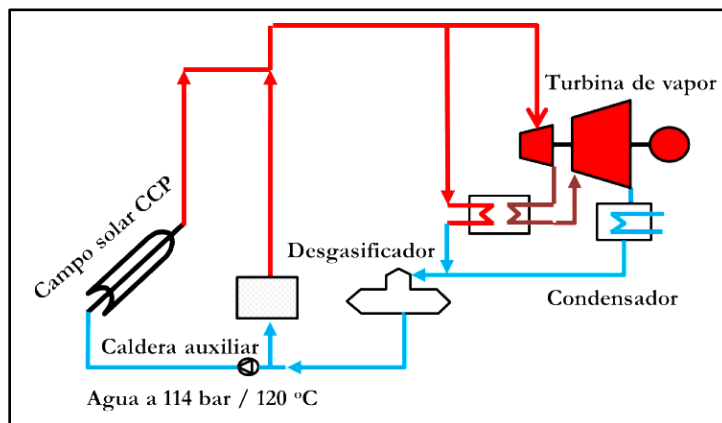 Turbina de vapor
Campo solar CCP
Desgasificador
Condensador
Caldera auxiliar
Agua a 114 bar / 120 ºC